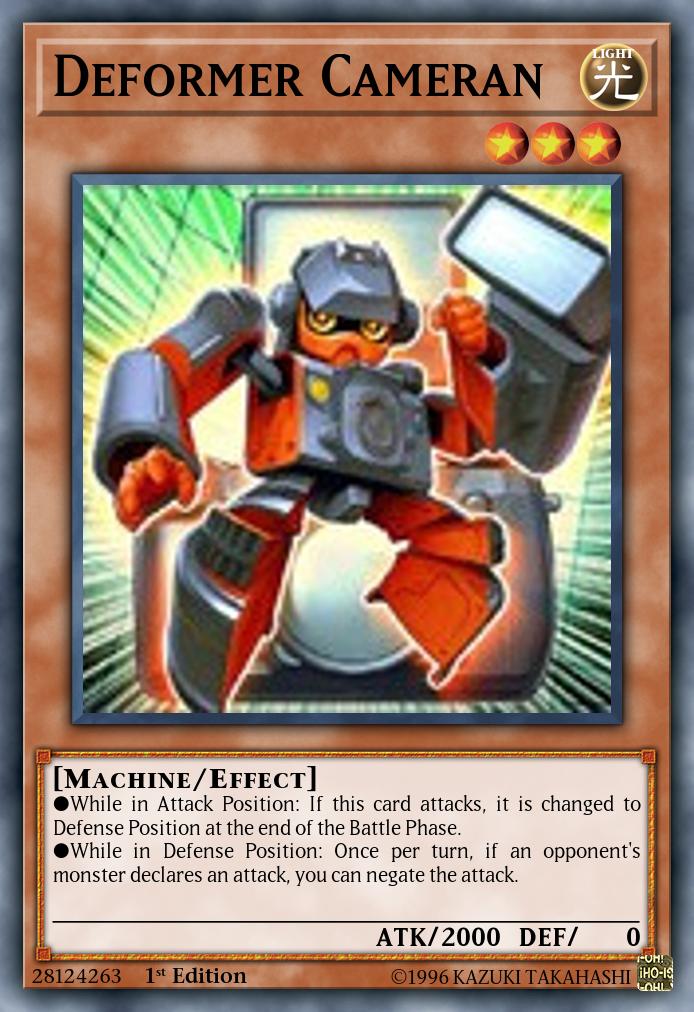 DEFORMER CAMERAN
LIGHT
光
[MACHINE/EFFECT]
●While in Attack Position: If this card attacks, it is changed to
Defense Position at the end of the Battle Phase.
●While in Defense Position: Once per turn, if an opponent's
monster declares an attack, you can negate the attack.
ATK/2000 DEF/ 0
28124263 1st Edition ©1996 KAZUKI TAKAHASHI